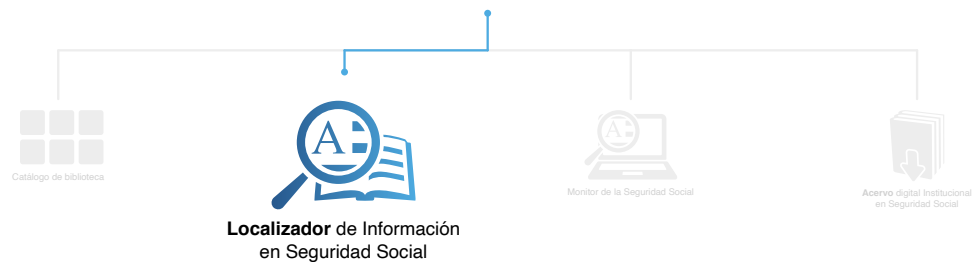 Catálogo de biblioteca
A
Localizador de Información
en Seguridad Social
A
Monitor de la Seguridad Social
Acervo digital Institucional
en Seguridad Social